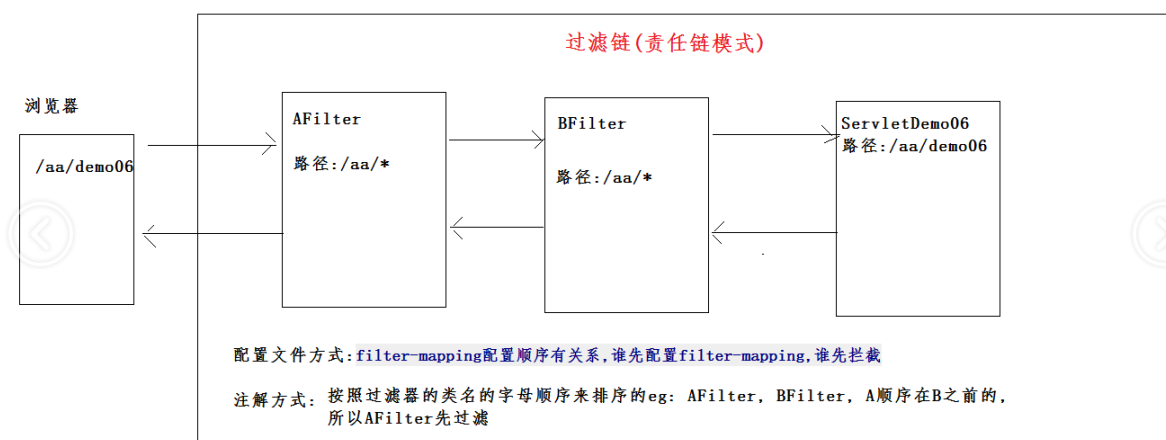 过滤链(责任链模式)
浏览器
/aa/demo06
AFilter
路径:/aa/*
BFilter
路径:/aa/*
ServletDemo06
路径:/aa/demo06
配置文件方式:filter-mapping配置顺序有关系,谁先配置filter-mapping,谁先拦截
注解方式: 按照过滤器的类名的字母顺序来排序的eg: AFilter, BFilter, A顺序在B之前的,
所以AFilter先过滤